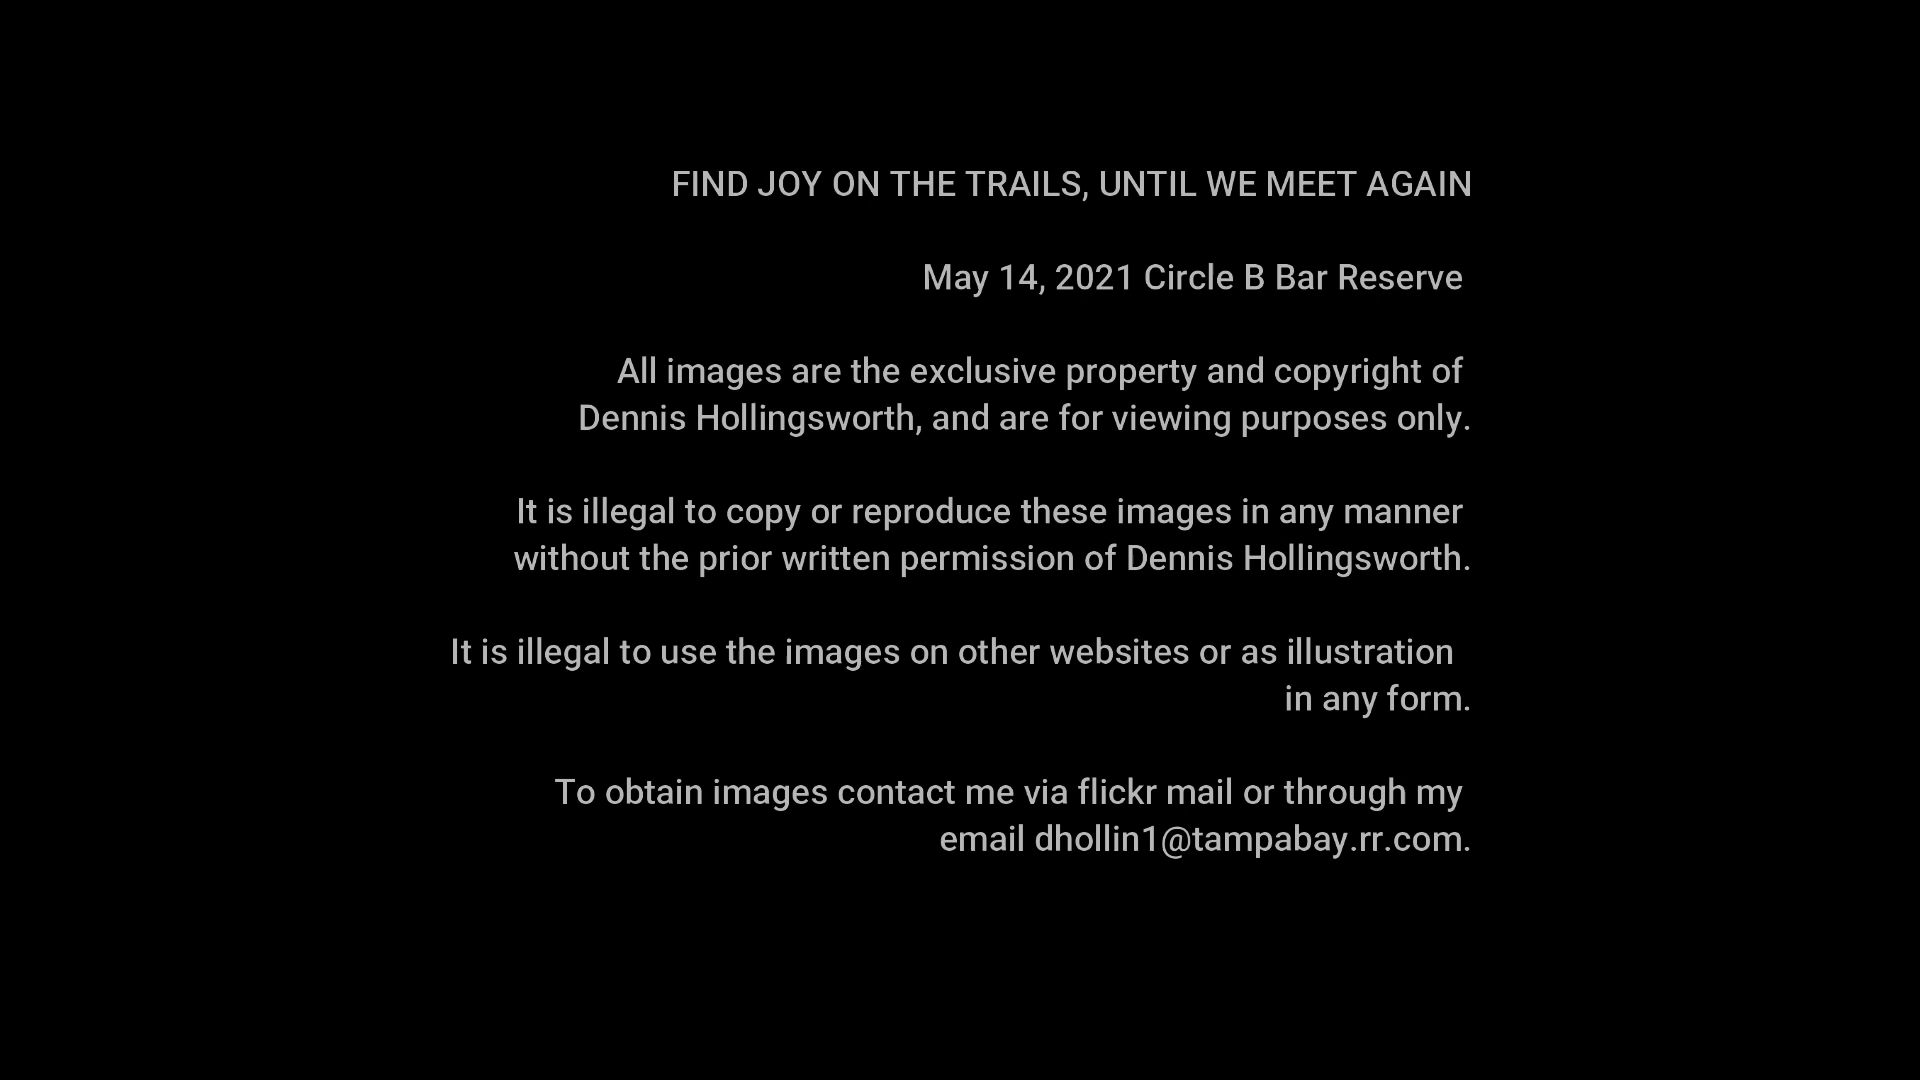 FIND JOY ON THE TRAILS, UNTIL WE MEET AGAIN
May 14, 2021 Circle B Bar Reserve
All images are the exclusive property and copyright of
Dennis Hollingsworth, and are for viewing purposes only.
It is illegal to copy or reproduce these images in any manner
without the prior written permission of Dennis Hollingsworth.
It is illegal to use the images on other websites or as illustration
in any form.
To obtain images contact me via flickr mail or through my
email dhollin1@tampabay.rr.com.